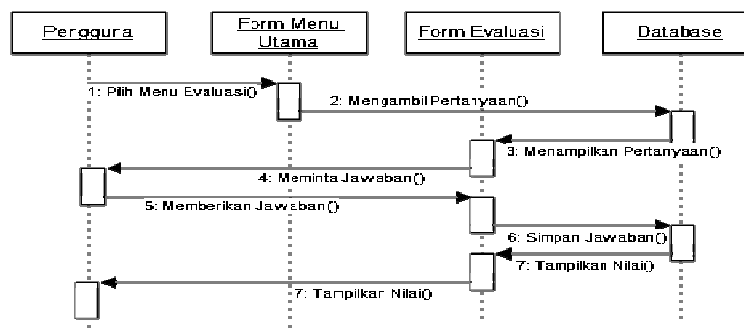 Pengguna
Form Menu
Utama
Form Evaluasi
Database
1: Pilih Menu Evaluasi()
2: Mengambil Pertanyaan()
3: Menampilkan Pertanyaan()
4: Meminta Jawaban()
5: Memberikan Jawaban()
6: Simpan Jawaban()
7: Tampilkan Nilai()
7: Tampilkan Nilai()